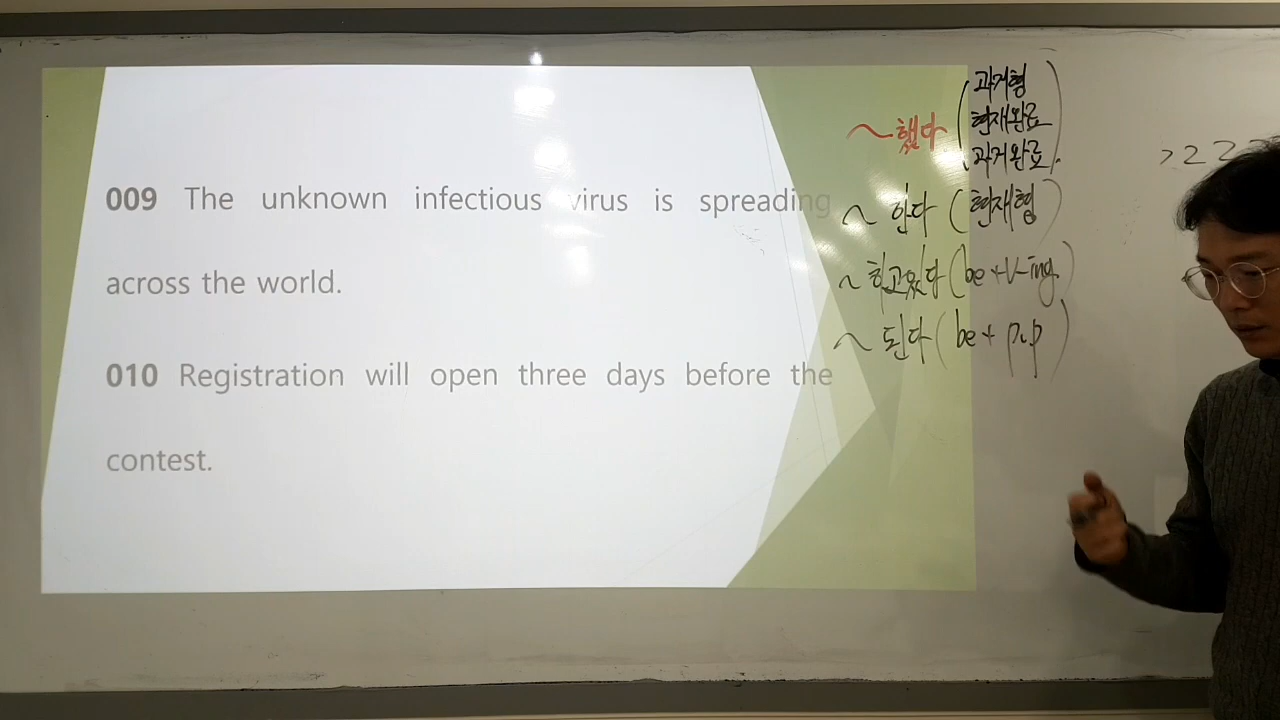 009 The unknown infectious virus is spreading
across the world.
010 Registration will open three days before the
contest.
~했다 (과거형
현재완료
과거완료)
~한다 (현재형)
~하고있다 (be+V-ing)
~된다 (be+p.p)